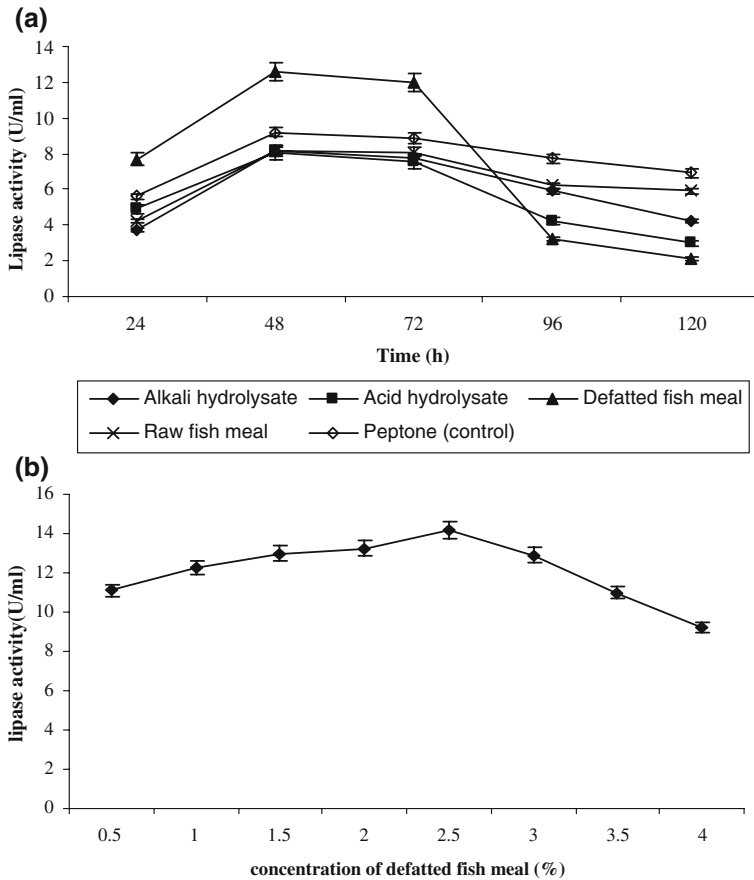 (a)
14
12
10
8
6
4
2
0
Lipase activity (U/ml)
24 48 72 96 120
Time (h)
Alkali hydrolysate Acid hydrolysate Defatted fish meal
Raw fish meal Peptone (control)
(b)
16
14
12
10
8
6
4
2
0
lipase activity(U/ml)
0.5 1 1.5 2 2.5 3 3.5 4
concentration of defatted fish meal (%)